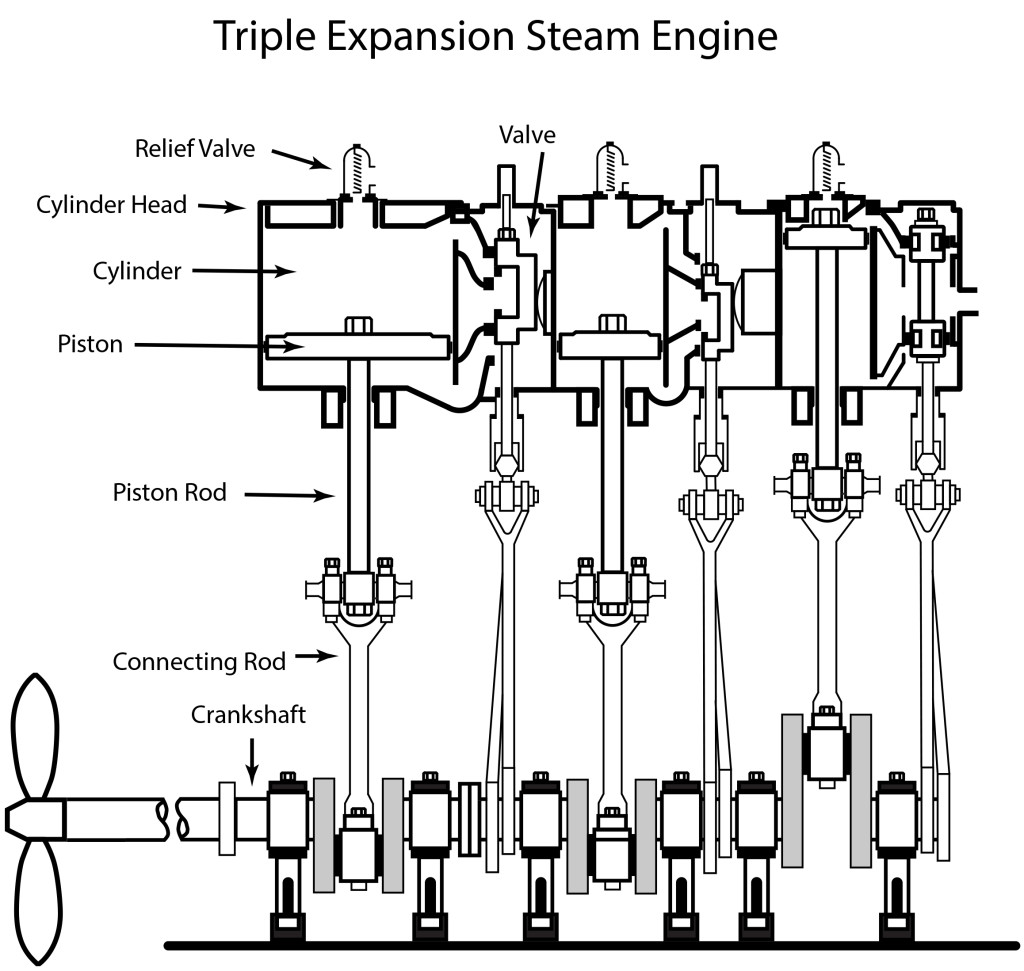 Triple Expansion Steam Engine
Valve
Relief Valve
Cylinder Head
Cylinder
Piston
Piston Rod
Connecting Rod
Crankshaft